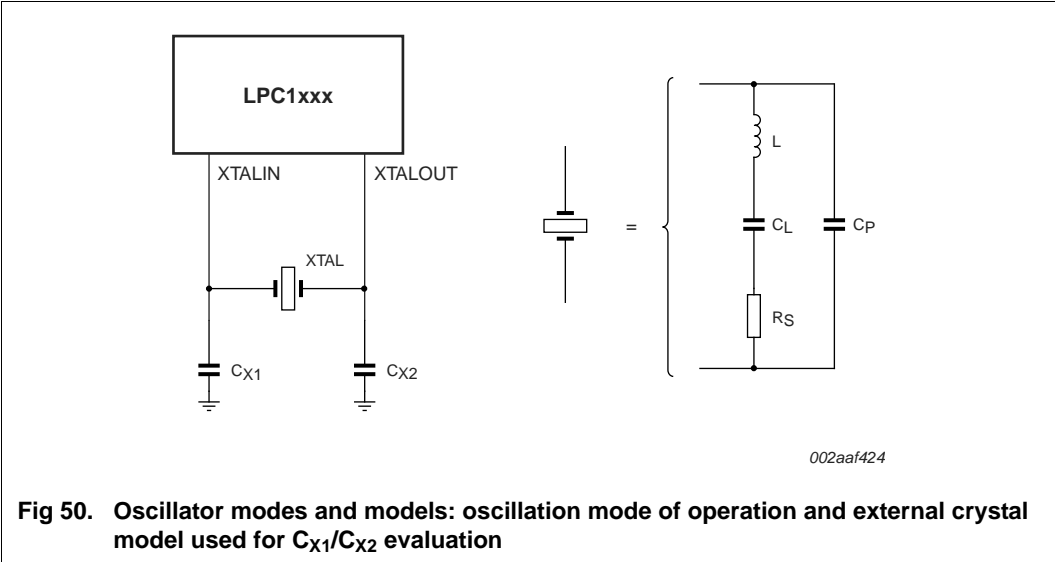 LPC1xxx
XTALIN
XTALOUT
XTAL
CX1
CX2
=
L
CL
CP
RS
002aaf424
Fig 50. Oscillator modes and models: oscillation mode of operation and external crystal
model used for CX1/CX2 evaluation